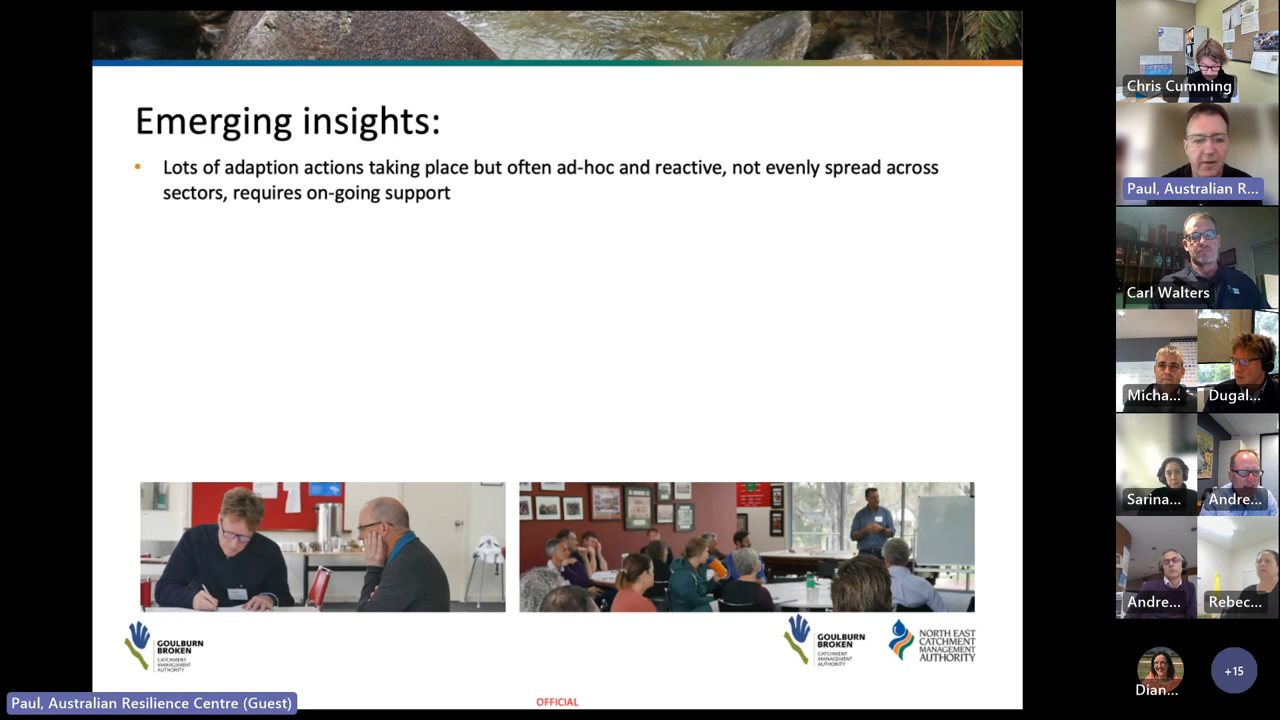 Emerging insights:
• Lots of adaption actions taking place but often ad-hoc and reactive, not evenly spread across
sectors, requires on-going support
GOULBURN
BROKEN
CATCHMENT
MANAGEMENT
AUTHORITY
GOULBURN
BROKEN
CATCHMENT
MANAGEMENT
AUTHORITY
NORTH EAST
CATCHMENT
MANAGEMENT
AUTHORITY
OFFICIAL
Paul, Australian Resilience Centre (Guest)
Chris Cumming
Paul, Australian R...
Carl Walters
Micha...
Dugal...
Sarina...
Andre...
Andre...
Rebec...
Dian...
+15